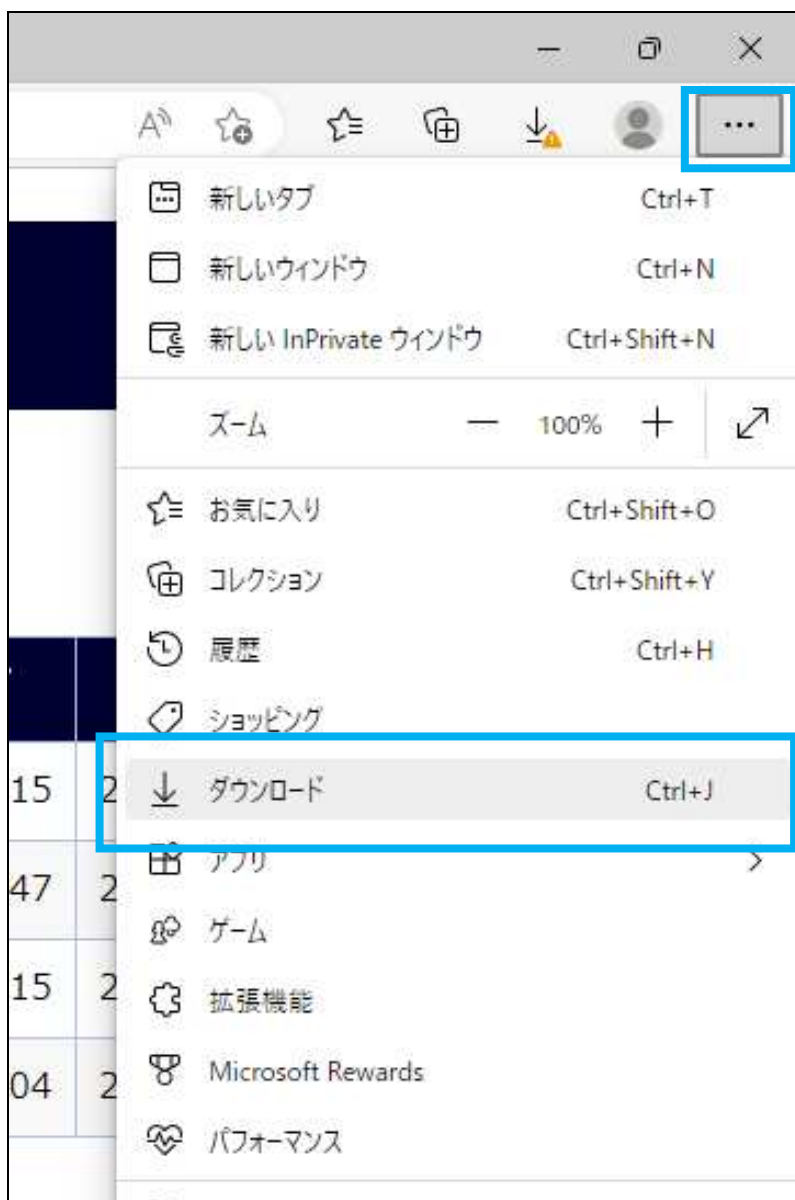 新しいタブ Ctrl+T
新しいウィンドウ Ctrl+N
新しい InPrivate ウィンドウ Ctrl+Shift+N
ズーム 100%
お気に入り Ctrl+Shift+O
コレクション Ctrl+Shift+Y
履歴 Ctrl+H
ショッピング
15 2 ダウンロード Ctrl+J
アプリ
47 2
ゲーム
15 2 拡張機能
04 2 Microsoft Rewards
パフォーマンス